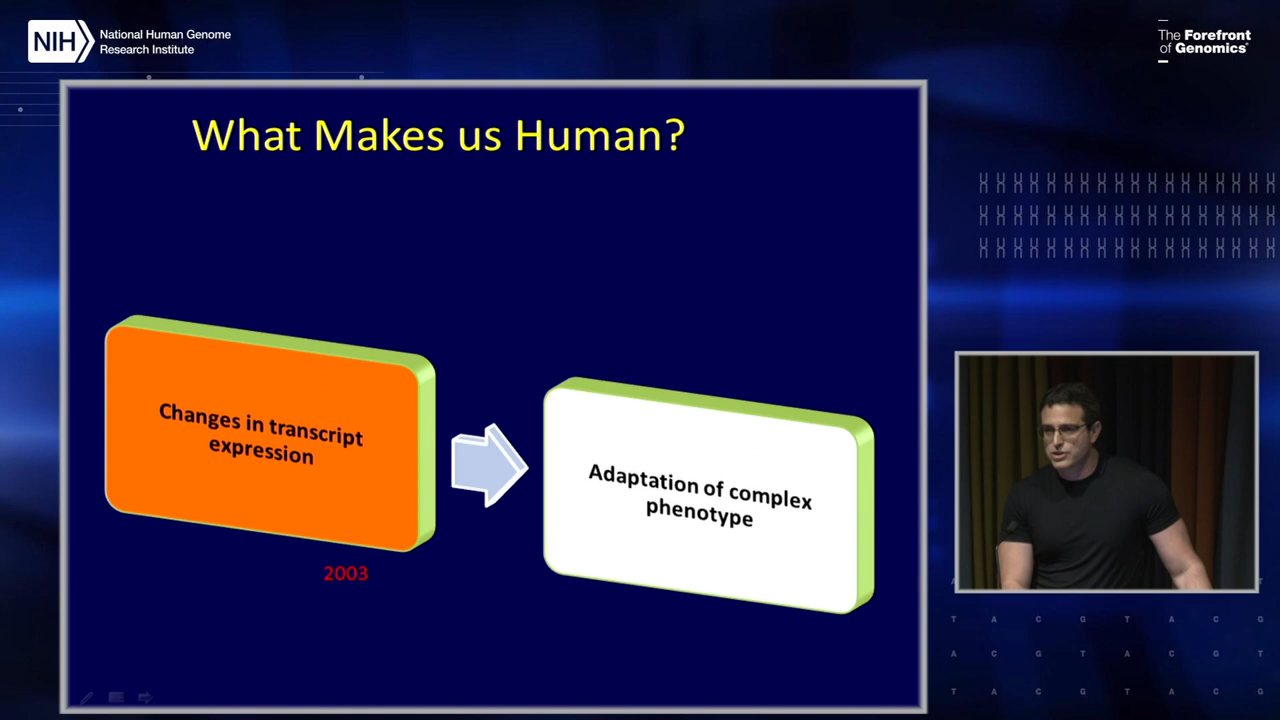 NIH
National Human Genome
Research Institute
The Forefront
of Genomics®
What Makes us Human?
Changes in transcript
expression
Adaptation of complex
phenotype
2003
T A C G T A C G
A C G T A C G T
T A C G T A C G